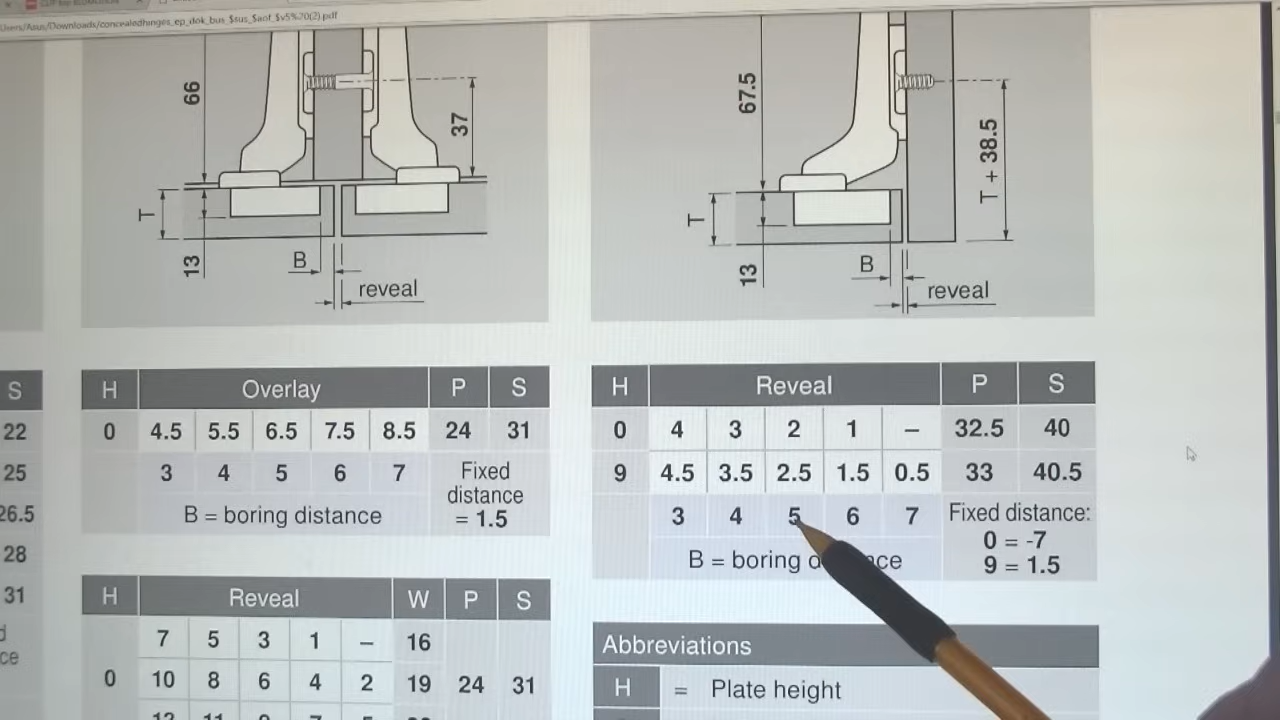 Users/Asus/Downloads/concealedhinges_ep_dok_bus_$sus_$aof_$v5%20(2).pdf
66
37
T
13
B
reveal
67.5
T + 38.5
T
13
B
reveal
S
22
25
26.5
28
31
H Overlay P S
0 4.5 5.5 6.5 7.5 8.5 24 31
3 4 5 6 7 Fixed
distance
B = boring distance = 1.5
H Reveal W P S
7 5 3 1 – 16
0 10 8 6 4 2 19 24 31
H Reveal P S
0 4 3 2 1 – 32.5 40
9 4.5 3.5 2.5 1.5 0.5 33 40.5
3 4 5 6 7 Fixed distance:
0 = -7
B = boring 9 = 1.5
Abbreviations
H = Plate height